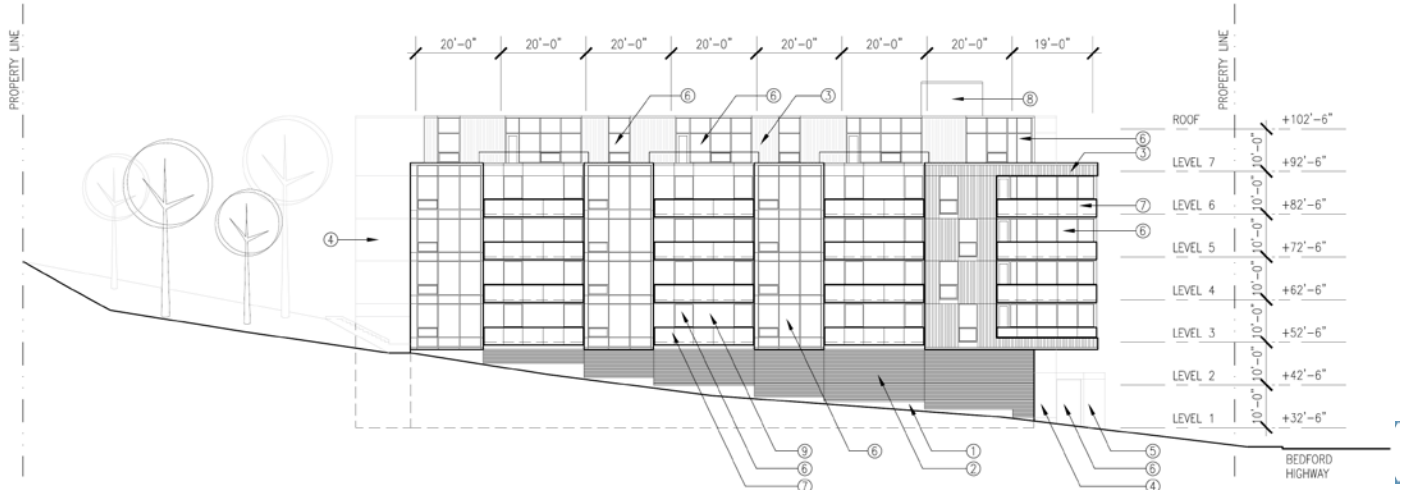 PROPERTY LINE
20'-0" 20'-0" 20'-0" 20'-0" 20'-0" 20'-0" 20'-0" 19'-0"
PROPERTY LINE
6 6 3 8
ROOF +102'-6"
6
10'-0"
3
LEVEL 7 +92'-6"
10'-0"
7
LEVEL 6 +82'-6"
10'-0"
6
4
LEVEL 5 +72'-6"
10'-0"
LEVEL 4 +62'-6"
10'-0"
LEVEL 3 +52'-6"
10'-0"
LEVEL 2 +42'-6"
10'-0"
LEVEL 1 +32'-6"
9 6 1 5
6 2 6
7 4
BEDFORD
HIGHWAY